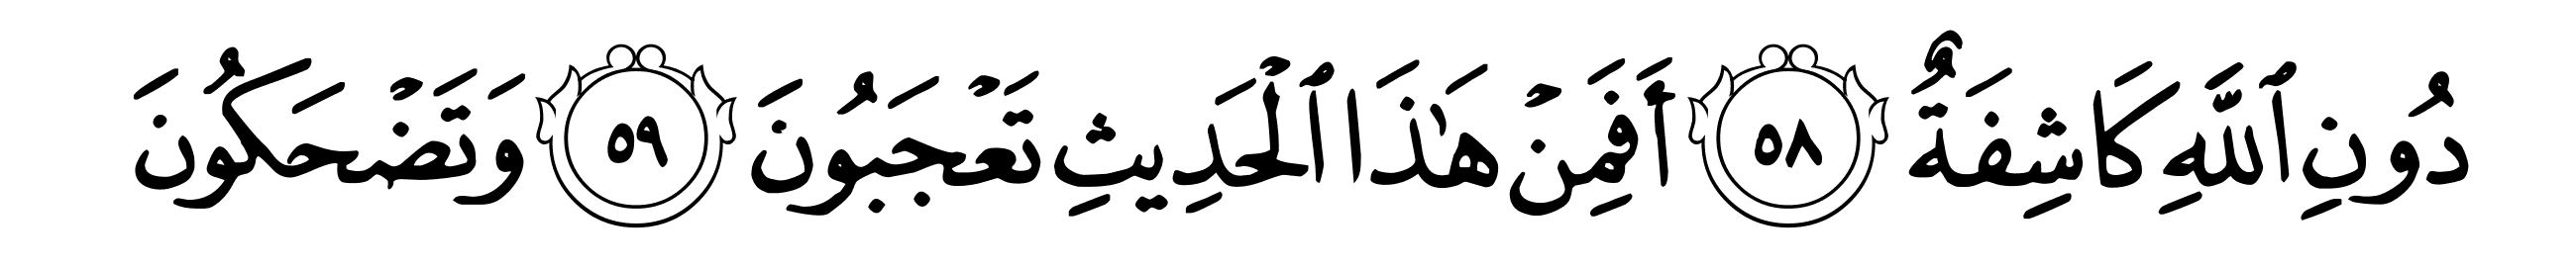 دُونِ ٱللَّهِ كَاشِفَةٌ ٥٨ أَفَمِنۡ هَٰذَا ٱلۡحَدِيثِ تَعۡجَبُونَ ٥٩ وَتَضۡحَكُونَ